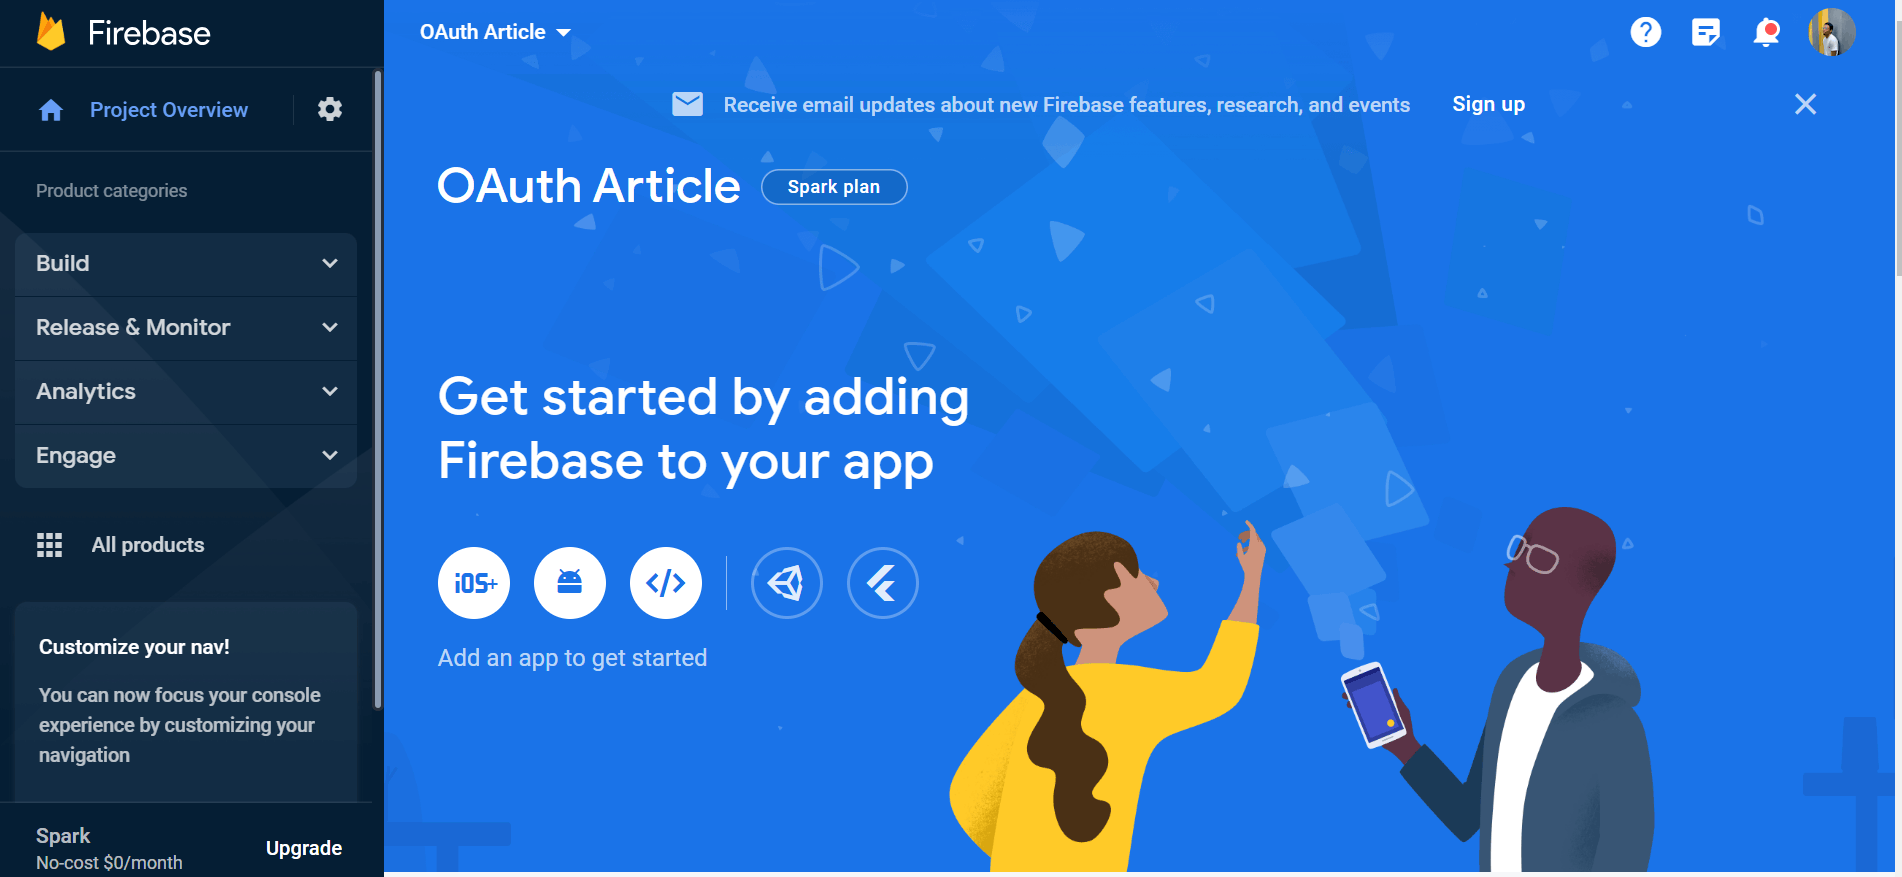 Firebase
OAuth Article
Project Overview
Receive email updates about new Firebase features, research, and events
Sign up
Product categories
OAuth Article
Spark plan
Build
Release & Monitor
Analytics
Engage
Get started by adding
Firebase to your app
All products
iOS+
Add an app to get started
Customize your nav!
You can now focus your console
experience by customizing your
navigation
Spark
No-cost $0/month
Upgrade